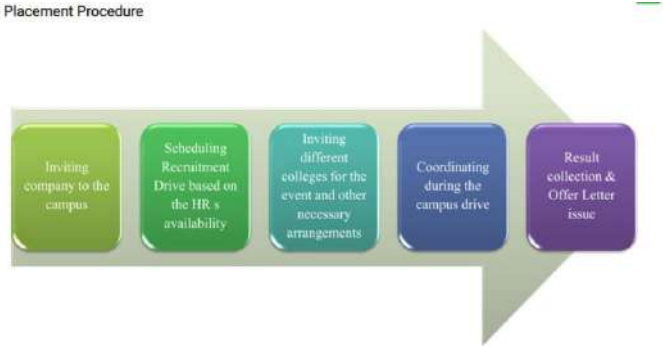 Placement Procedure
Inviting
company to the
campus
Scheduling
Recruitment
Drive based on
the HR s
availability
Inviting
different
colleges for the
event and other
necessary
arrangements
Coordinating
during the
campus drive
Result
collection &
Offer Letter
issue